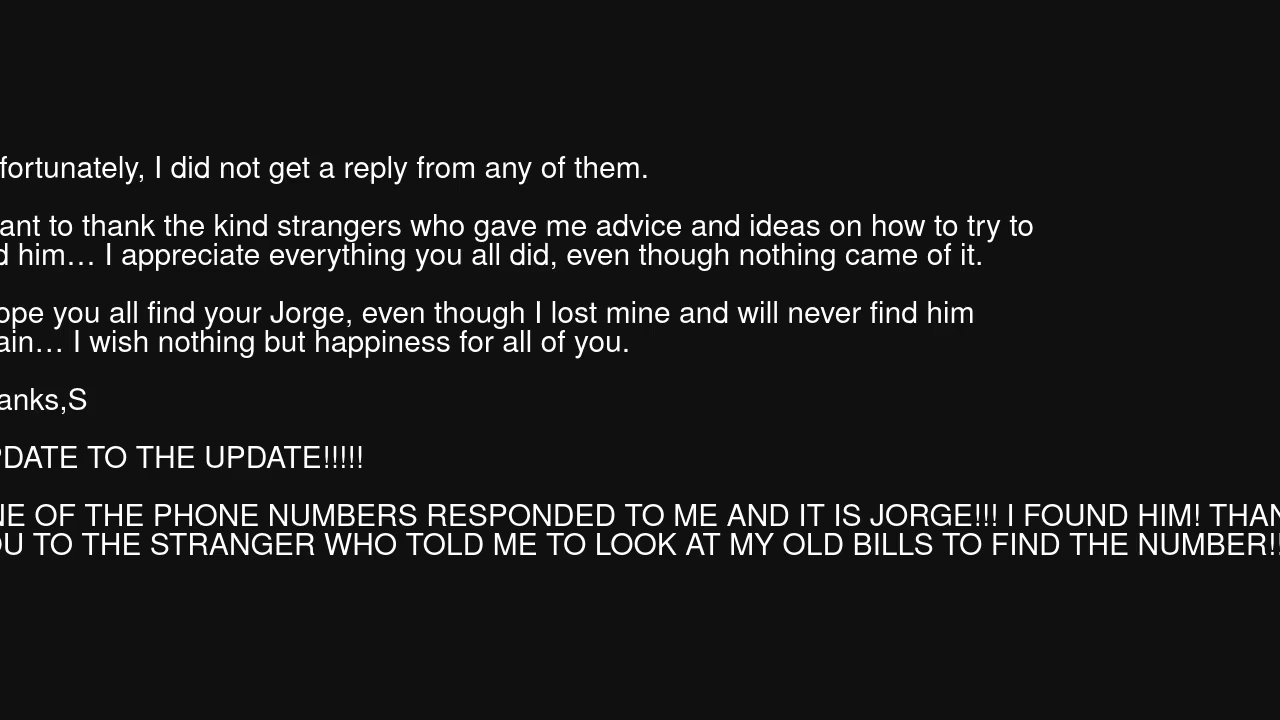 fortunately, I did not get a reply from any of them.
ant to thank the kind strangers who gave me advice and ideas on how to try to
d him… I appreciate everything you all did, even though nothing came of it.
ope you all find your Jorge, even though I lost mine and will never find him
ain… I wish nothing but happiness for all of you.
anks,S
PDATE TO THE UPDATE!!!!!
NE OF THE PHONE NUMBERS RESPONDED TO ME AND IT IS JORGE!!! I FOUND HIM! THAN
OU TO THE STRANGER WHO TOLD ME TO LOOK AT MY OLD BILLS TO FIND THE NUMBER!!